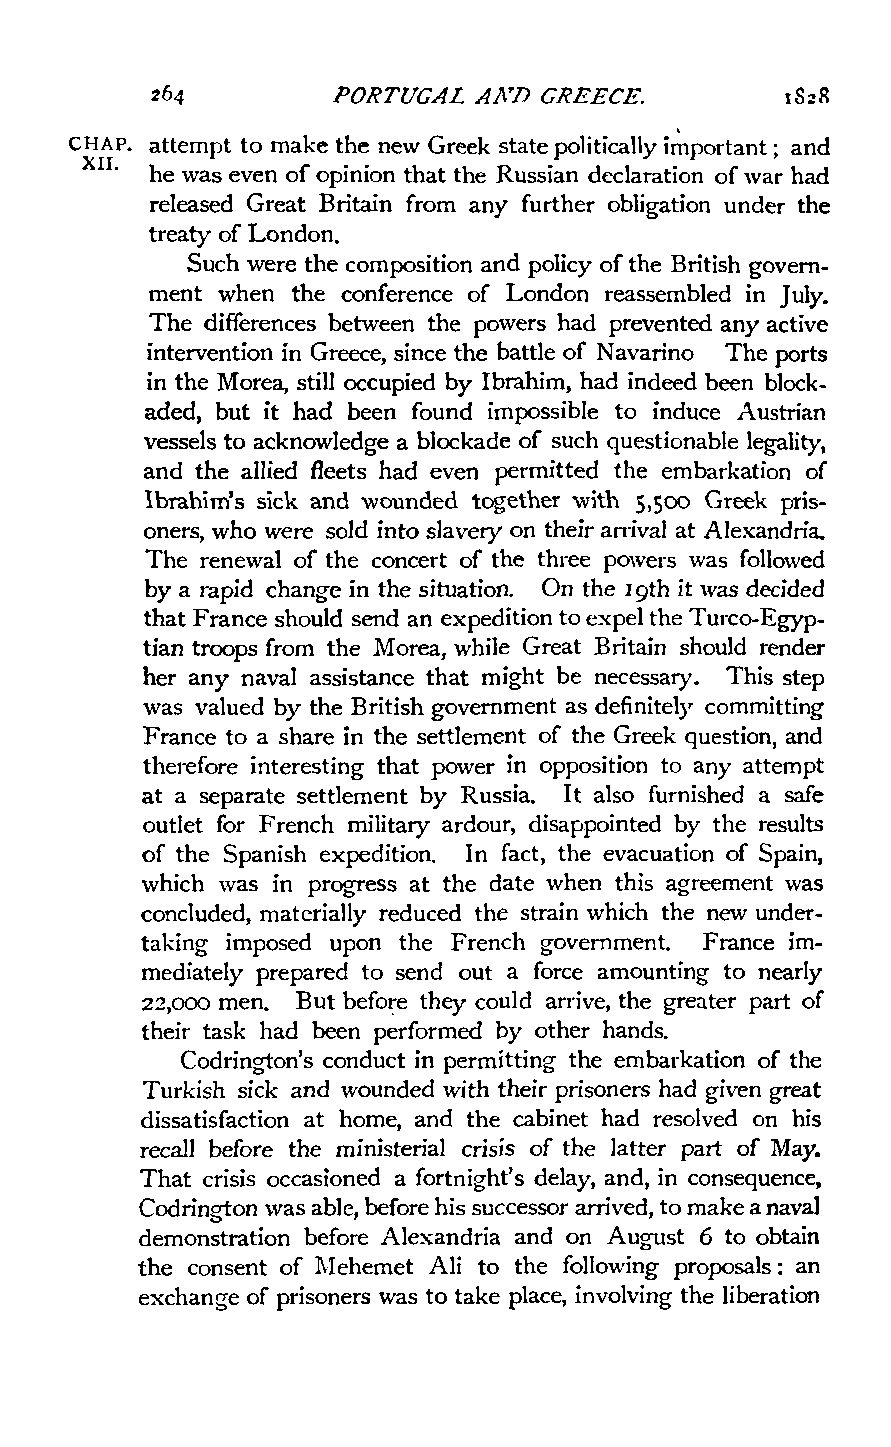 264 PORTUGAL AND GREECE. 1828
CHAP. XII.
attempt to make the new Greek state politically important; and
he was even of opinion that the Russian declaration of war had
released Great Britain from any further obligation under the
treaty of London.
Such were the composition and policy of the British govern-
ment when the conference of London reassembled in July.
The differences between the powers had prevented any active
intervention in Greece, since the battle of Navarino The ports
in the Morea, still occupied by Ibrahim, had indeed been block-
aded, but it had been found impossible to induce Austrian
vessels to acknowledge a blockade of such questionable legality,
and the allied fleets had even permitted the embarkation of
Ibrahim's sick and wounded together with 5,500 Greek pris-
oners, who were sold into slavery on their arrival at Alexandria.
The renewal of the concert of the three powers was followed
by a rapid change in the situation. On the 19th it was decided
that France should send an expedition to expel the Turco-Egyp-
tian troops from the Morea, while Great Britain should render
her any naval assistance that might be necessary. This step
was valued by the British government as definitely committing
France to a share in the settlement of the Greek question, and
therefore interesting that power in opposition to any attempt
at a separate settlement by Russia. It also furnished a safe
outlet for French military ardour, disappointed by the results
of the Spanish expedition. In fact, the evacuation of Spain,
which was in progress at the date when this agreement was
concluded, materially reduced the strain which the new under-
taking imposed upon the French government. France im-
mediately prepared to send out a force amounting to nearly
22,000 men. But before they could arrive, the greater part of
their task had been performed by other hands.
Codrington's conduct in permitting the embarkation of the
Turkish sick and wounded with their prisoners had given great
dissatisfaction at home, and the cabinet had resolved on his
recall before the ministerial crisis of the latter part of May.
That crisis occasioned a fortnight's delay, and, in consequence,
Codrington was able, before his successor arrived, to make a naval
demonstration before Alexandria and on August 6 to obtain
the consent of Mehemet Ali to the following proposals: an
exchange of prisoners was to take place, involving the liberation